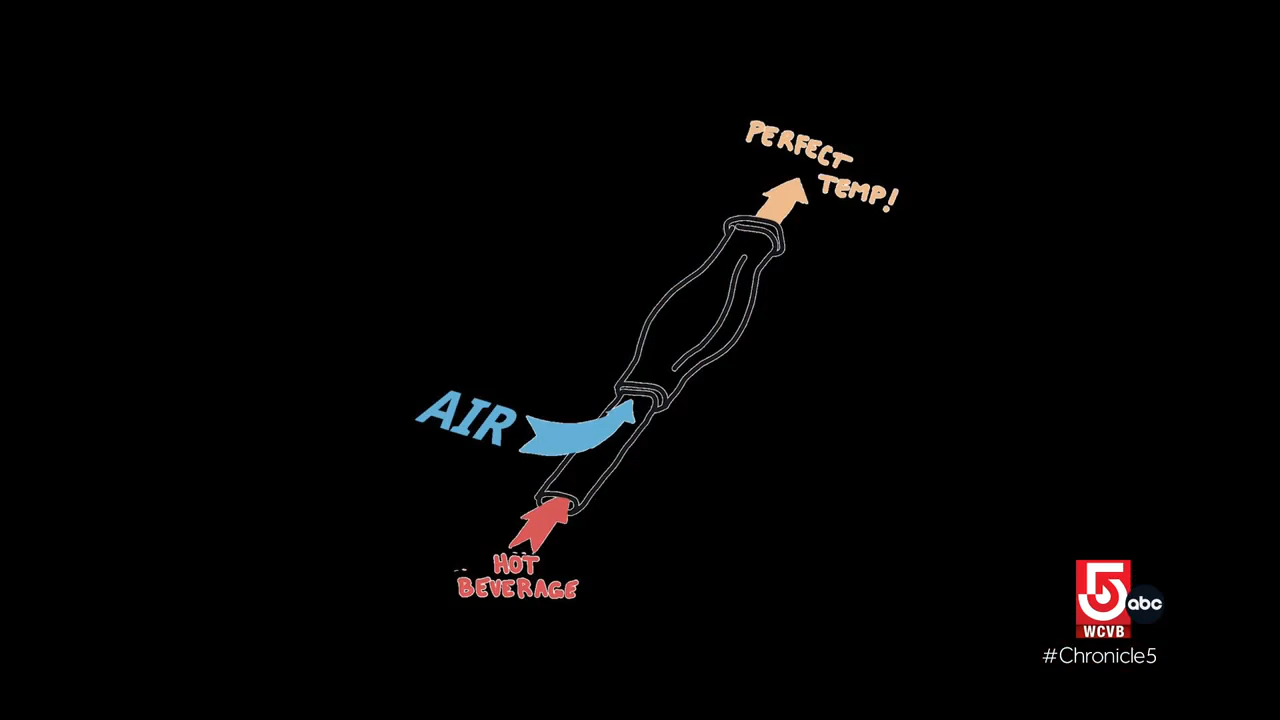 PERFECT
TEMP!
AIR
HOT
BEVERAGE
5
abc
WCVB
#Chronicle5